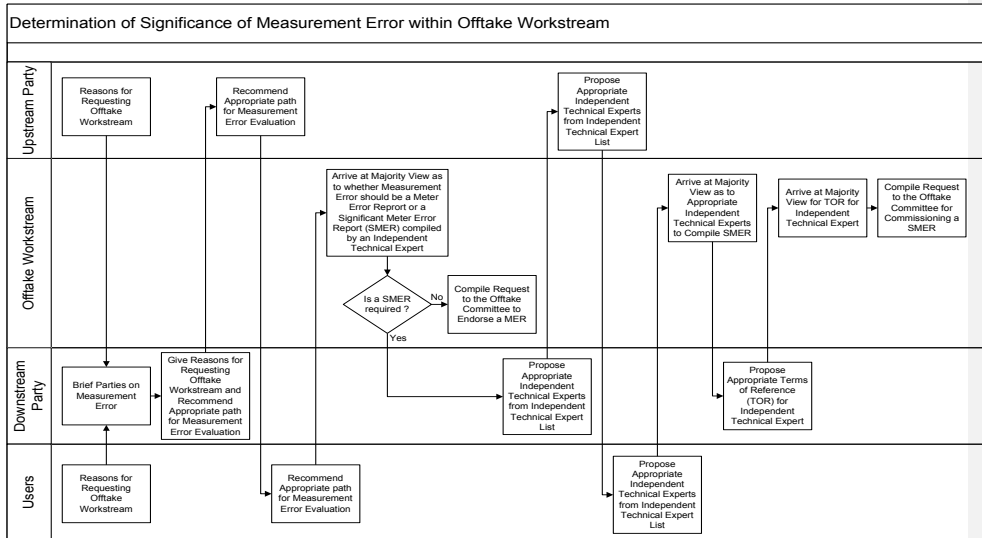 Determination of Significance of Measurement Error within Offtake Workstream
Upstream Party
Reasons for
Requesting
Offtake
Workstream
Recommend
Appropriate path
for Measurement
Error Evaluation
Propose
Appropriate
Independent
Technical Experts
from Independent
Technical Expert
List
Offtake Workstream
Arrive at Majority View as
to whether Measurement
Error should be a Meter
Error Report or a
Significant Meter Error
Report (SMER) compiled
by an Independent
Technical Expert
Is a SMER
required ?
No
Yes
Compile Request
to the Offtake
Committee to
Endorse a MER
Arrive at Majority
View as to
Appropriate
Independent
Technical Experts
to Compile SMER
Arrive at Majority
View for TOR for
Independent
Technical Expert
Compile Request
to the Offtake
Committee for
Commissioning a
SMER
Downstream
Party
Brief Parties on
Measurement
Error
Give Reasons for
Requesting
Offtake
Workstream and
Recommend
Appropriate path
for Measurement
Error Evaluation
Propose
Appropriate
Independent
Technical Experts
from Independent
Technical Expert
List
Propose
Appropriate Terms
of Reference
(TOR) for
Independent
Technical Expert
Users
Reasons for
Requesting
Offtake
Workstream
Recommend
Appropriate path
for Measurement
Error Evaluation
Propose
Appropriate
Independent
Technical Experts
from Independent
Technical Expert
List